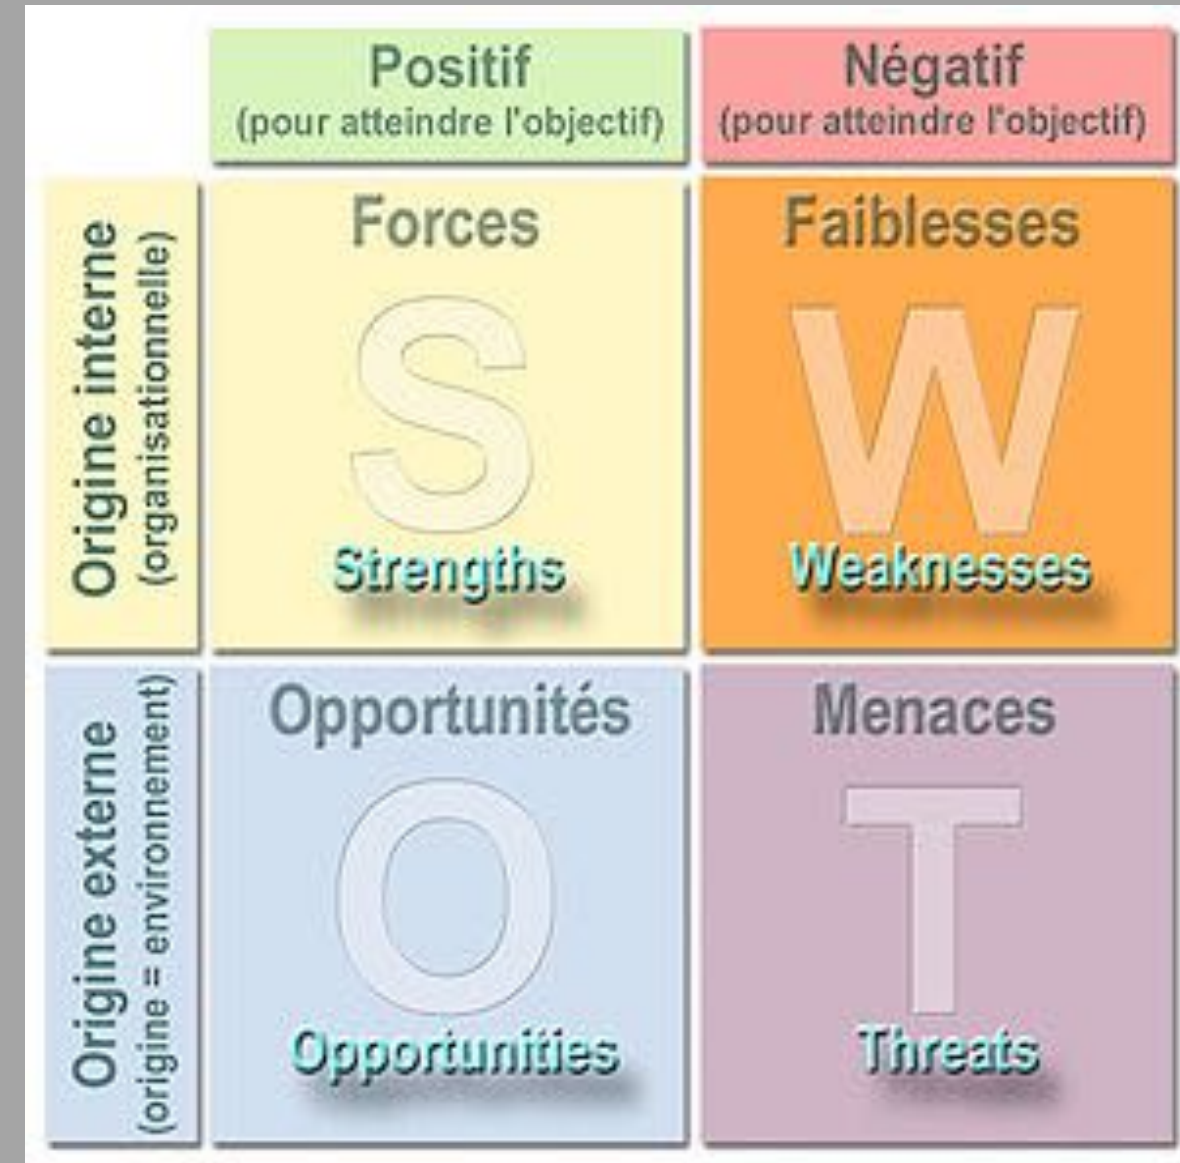 Positif
(pour atteindre l'objectif)
Négatif
(pour atteindre l'objectif)
Origine interne
(organisationnelle)
Forces
S
Strengths
Faiblesses
W
Weaknesses
Origine externe
(origine = environnement)
Opportunités
O
Opportunities
Menaces
T
Threats